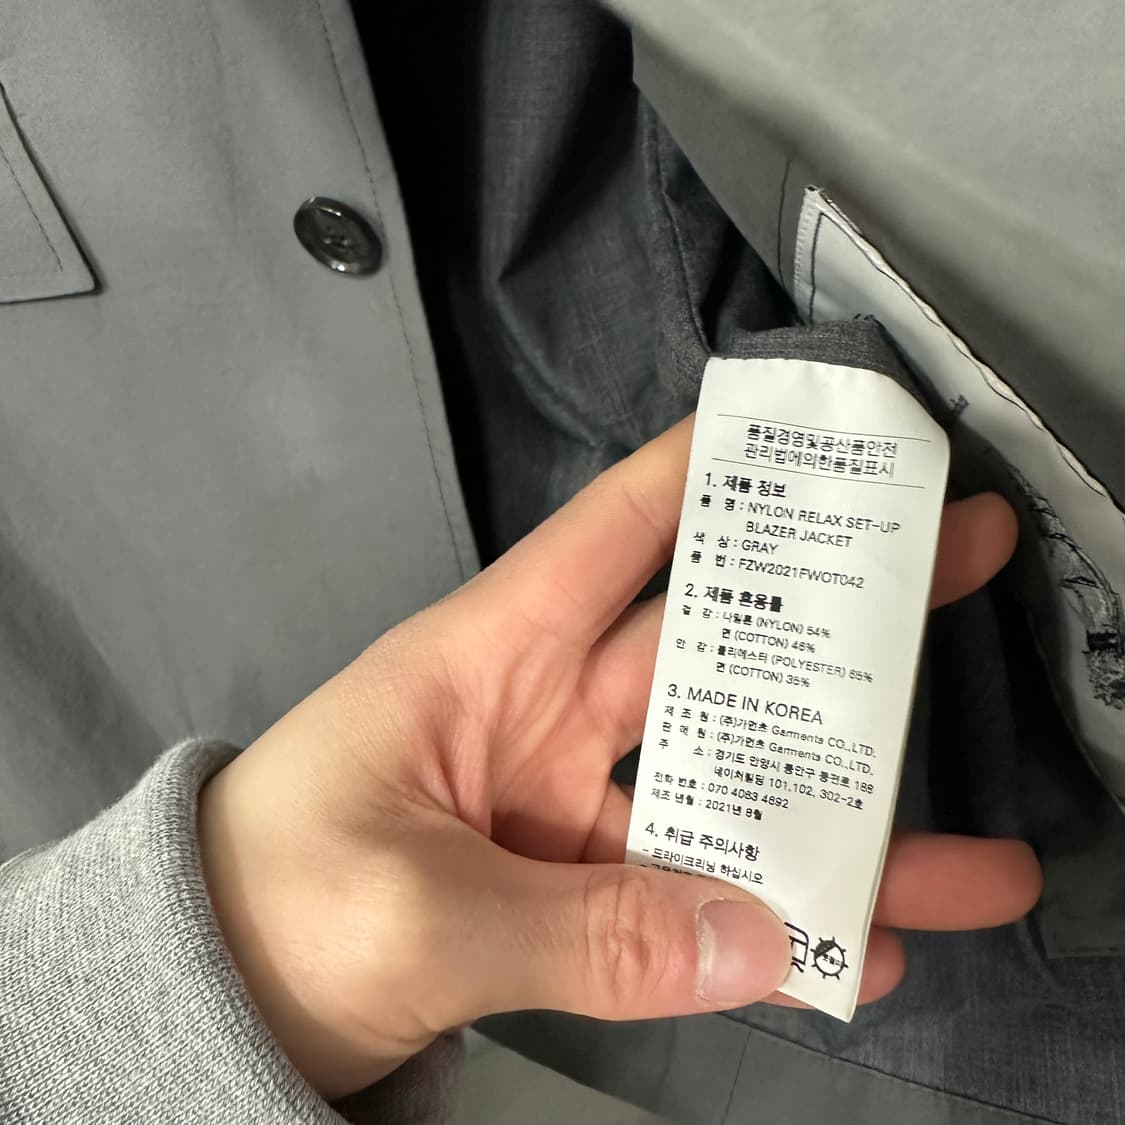 품질경영및공산품안전
관리법에의한품질표시
1. 제품 정보
품 명 : NYLON RELAX SET-UP
BLAZER JACKET
색 상 : GRAY
품 번 : FZW2021FWOT042
2. 제품 혼용률
겉 감 : 나일론 (NYLON) 54%
면 (COTTON) 46%
안 감 : 폴리에스터 (POLYESTER) 65%
면 (COTTON) 35%
3. MADE IN KOREA
제 조 원 : (주)가먼츠 Garments CO.,LTD.
판 매 원 : (주)가먼츠 Garments CO.,LTD.
주 소 : 경기도 안양시 동안구 동편로 188
네이처빌딩 101,102, 302-2호
전화 번호 : 070 4063 4692
제조 년월 : 2021년 8월
4. 취급 주의사항
- 드라이크리닝 하십시오